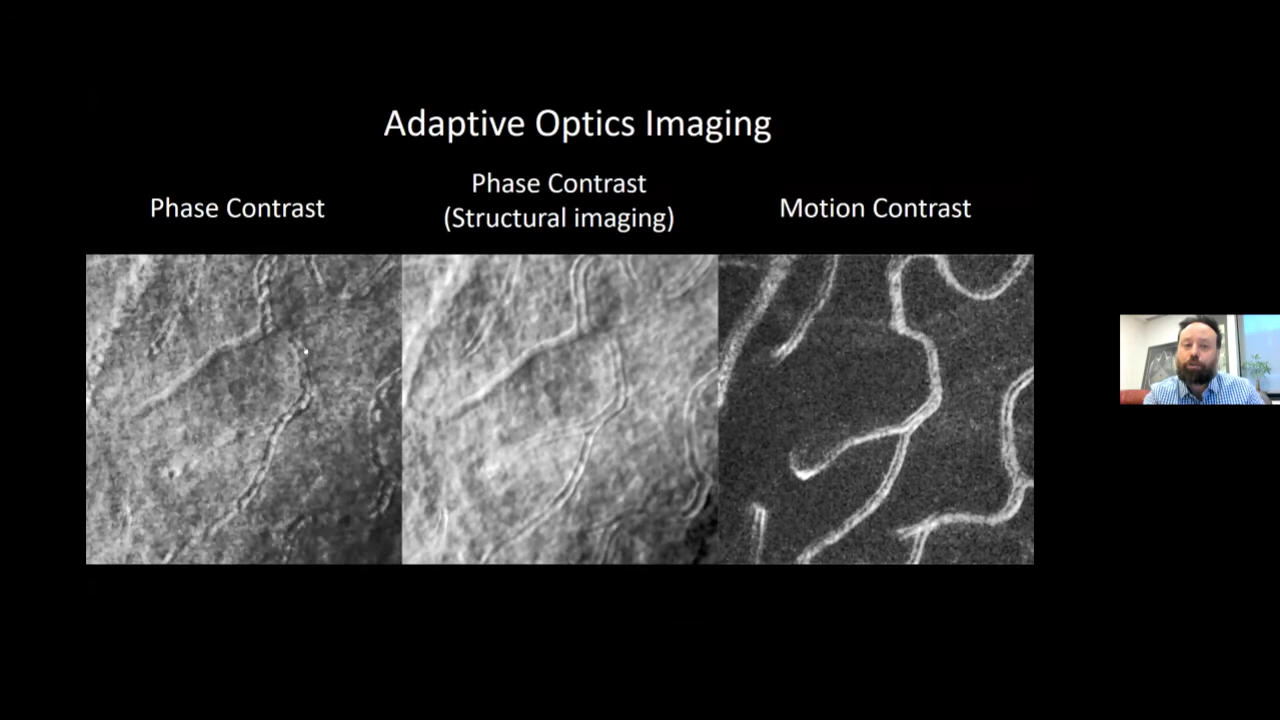 Adaptive Optics Imaging
Phase Contrast
Phase Contrast
(Structural imaging)
Motion Contrast